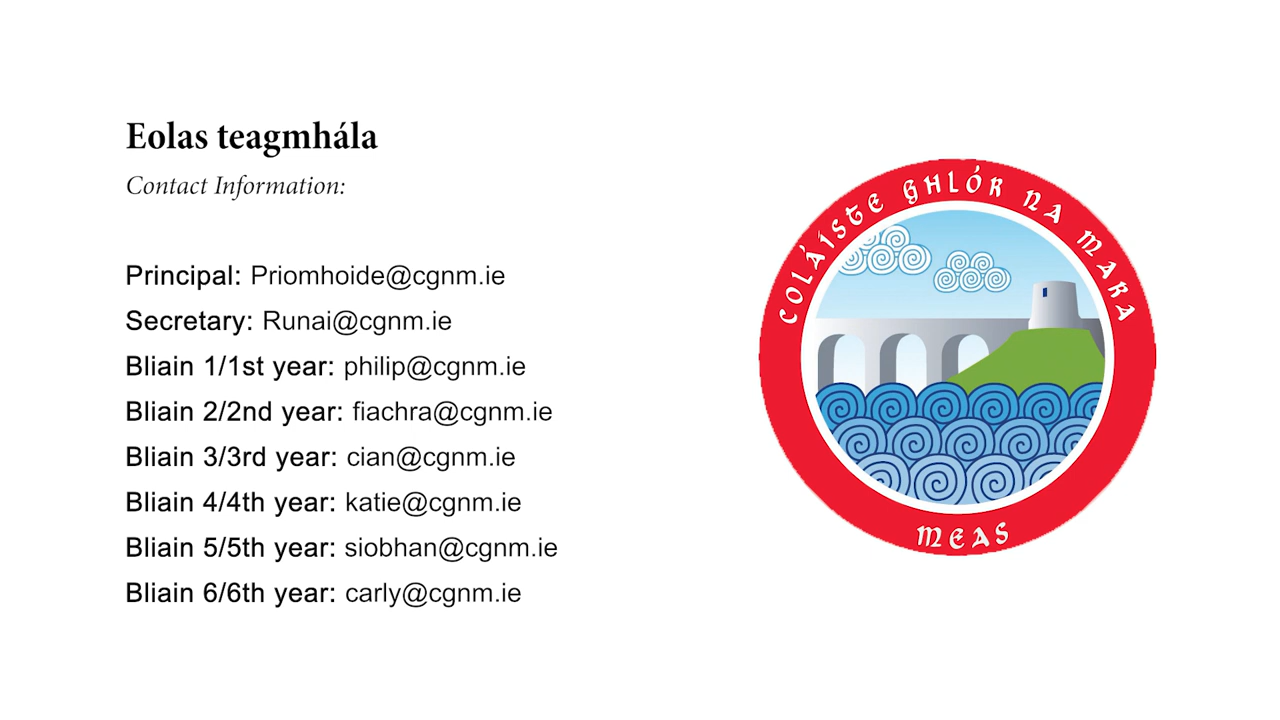 Eolas teagmhála
Contact Information:
Principal: Priomhoide@cgnm.ie
Secretary: Runai@cgnm.ie
Bliain 1/1st year: philip@cgnm.ie
Bliain 2/2nd year: fiachra@cgnm.ie
Bliain 3/3rd year: cian@cgnm.ie
Bliain 4/4th year: katie@cgnm.ie
Bliain 5/5th year: siobhan@cgnm.ie
Bliain 6/6th year: carly@cgnm.ie
COLÁISTE GHLÓR NA MARA
MEAS